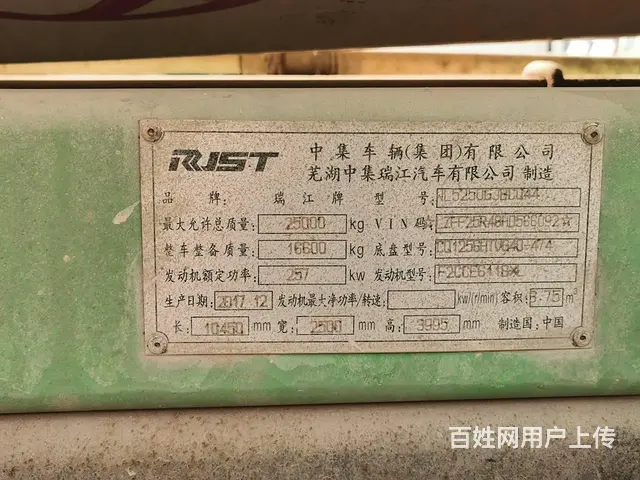 RJST
中集车辆(集团)有限公司
芜湖中集瑞江汽车有限公司 制造
品 牌: 瑞江牌 型 号:
最大允许总质量: 25000 kg VIN码
整车整备质量: 16600 kg 底盘型号:
发动机额定功率: 257 kw 发动机型号:
生产日期: 2017.12 发动机最大净功率/转速: kw/(r/min) 容积: 5.75 m³
长: 10450 mm 宽: 2500 mm 高: 3995 mm 制造国: 中国
百姓网用户上传